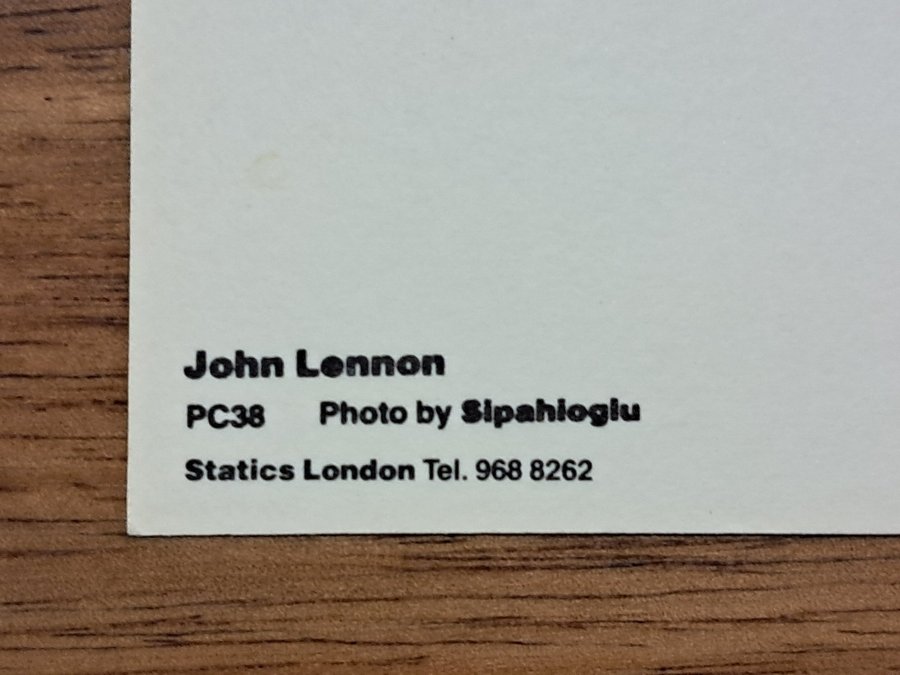 John Lennon
PC38 Photo by Sipahioglu
Statics London Tel. 968 8262